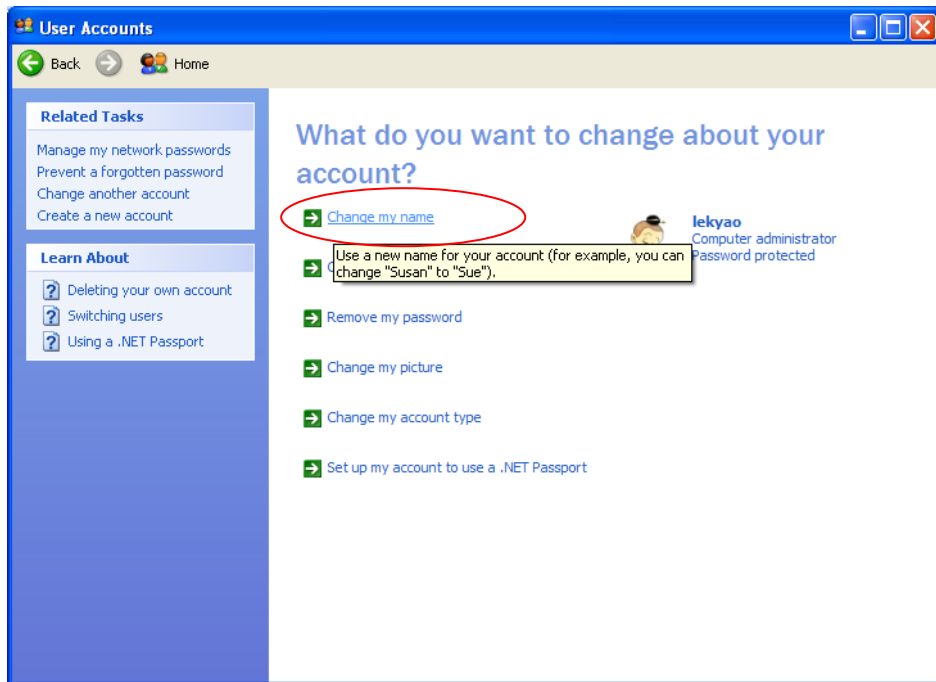 User Accounts
Back
Home
Related Tasks
Manage my network passwords
Prevent a forgotten password
Change another account
Create a new account
Learn About
Deleting your own account
Switching users
Using a .NET Passport
What do you want to change about your
account?
Change my name
Use a new name for your account (for example, you can
change "Susan" to "Sue").
Remove my password
Change my picture
Change my account type
Set up my account to use a .NET Passport
lekyao
Computer administrator
Password protected